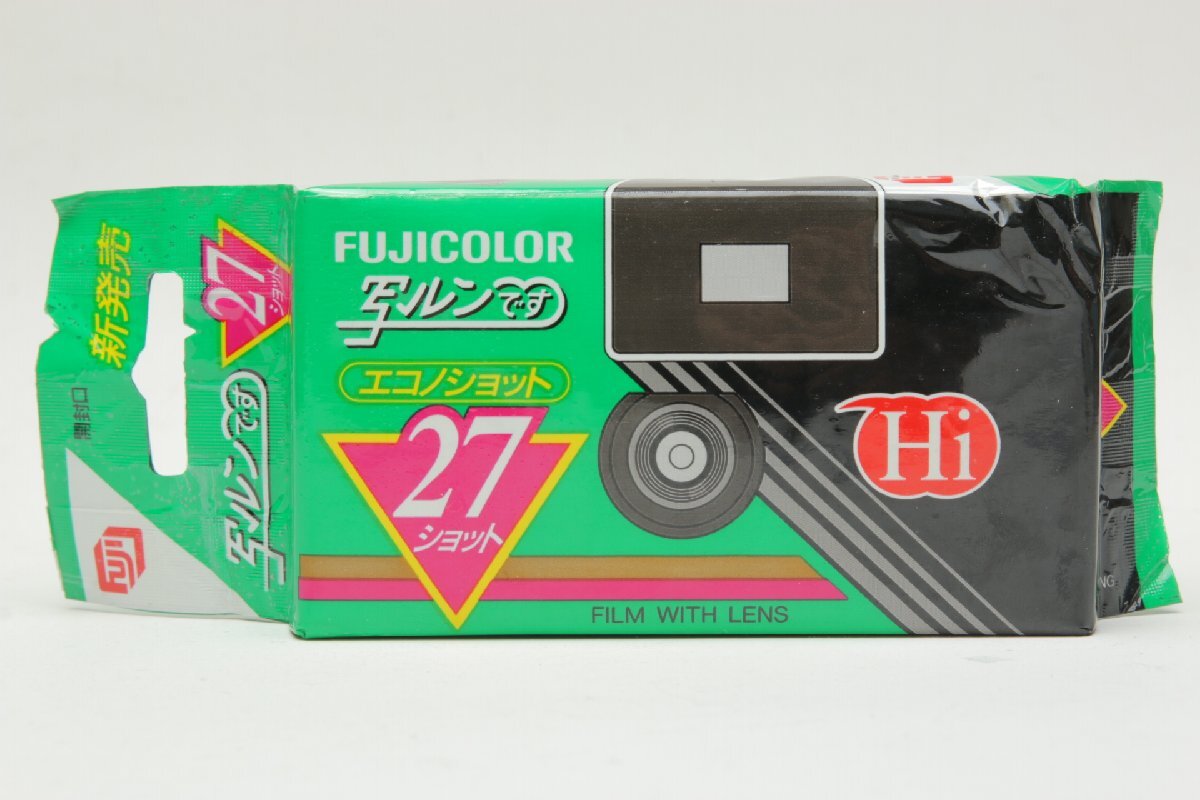 新発売
27
ショット
開封口
写ルンです
FUJI
FUJICOLOR
写ルンです
エコノショット
27
ショット
Hi
FILM WITH LENS
NG